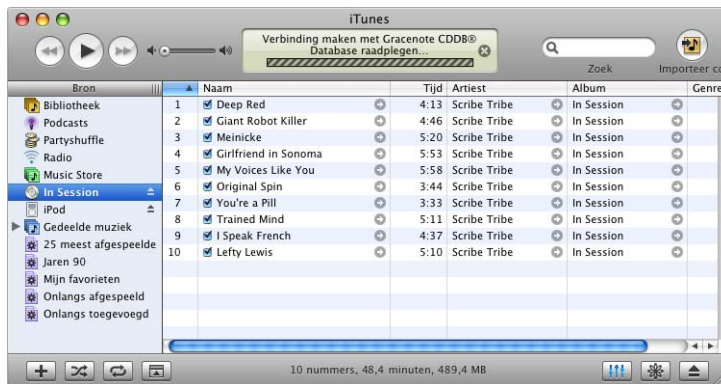 iTunes
Verbinding maken met Gracenote CDDB®
Database raadplegen...
Zoek
Importeer
Bron
Naam Tijd Artiest Album Genre
Bibliotheek
Podcasts
Partyshuffle
Radio
Music Store
In Session
iPod
Gedeelde muziek
25 meest afgespeelde
Jaren 90
Mijn favorieten
Onlangs afgespeeld
Onlangs toegevoegd
1 Deep Red 4:13 Scribe Tribe In Session
2 Giant Robot Killer 4:46 Scribe Tribe In Session
3 Meinicke 5:20 Scribe Tribe In Session
4 Girlfriend in Sonoma 5:53 Scribe Tribe In Session
5 My Voices Like You 5:58 Scribe Tribe In Session
6 Original Spin 3:44 Scribe Tribe In Session
7 You're a Pill 3:33 Scribe Tribe In Session
8 Trained Mind 5:11 Scribe Tribe In Session
9 I Speak French 4:37 Scribe Tribe In Session
10 Lefty Lewis 5:10 Scribe Tribe In Session
10 nummers, 48,4 minuten, 489,4 MB